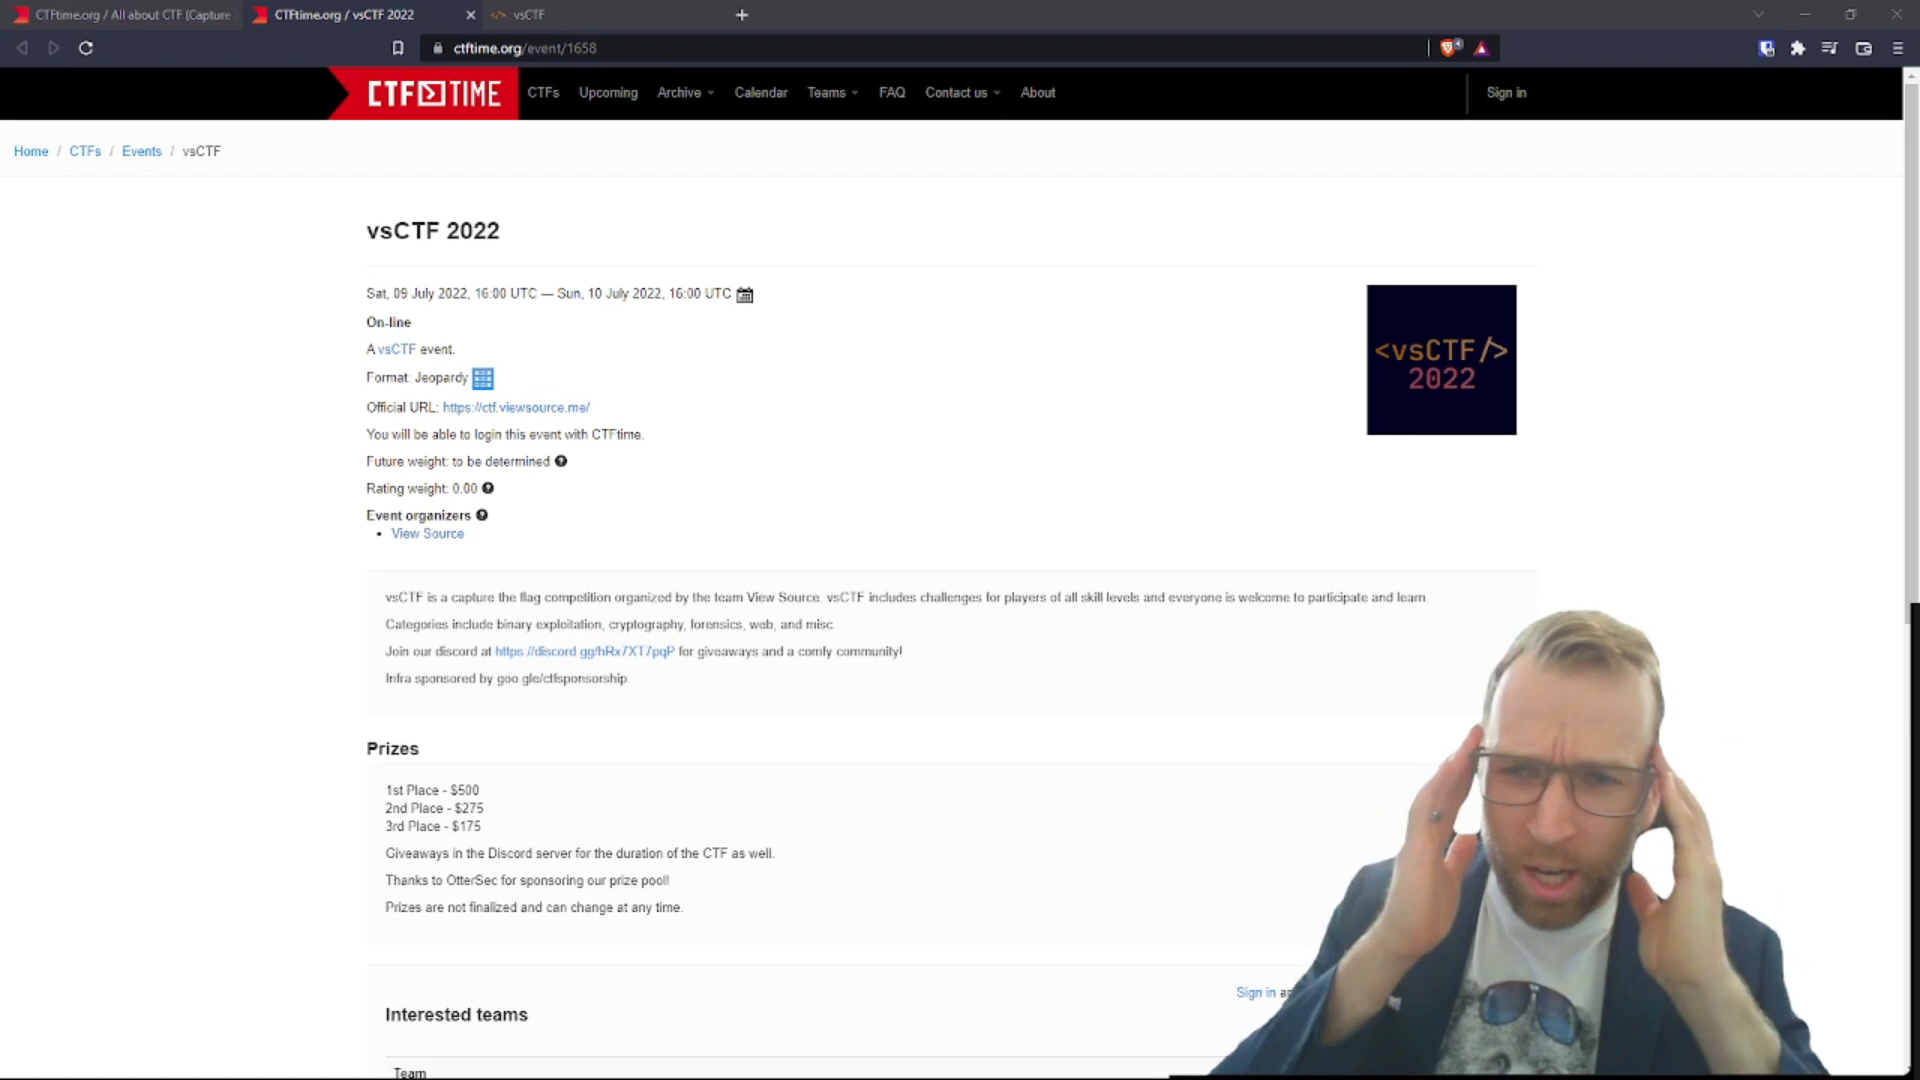 CTFtime.org / All about CTF (Capture
CTFtime.org / vsCTF 2022
vsCTF
ctftime.org/event/1658
CTF TIME
CTFs
Upcoming
Archive
Calendar
Teams
FAQ
Contact us
About
Sign in
Home / CTFs / Events / vsCTF
vsCTF 2022
Sat, 09 July 2022, 16:00 UTC — Sun, 10 July 2022, 16:00 UTC
On-line
A vsCTF event.
Format: Jeopardy
Official URL: https://ctf.viewsource.me/
You will be able to login this event with CTFtime.
Future weight: to be determined
Rating weight: 0.00
Event organizers
View Source
<vsCTF/>
2022
vsCTF is a capture the flag competition organized by the team View Source. vsCTF includes challenges for players of all skill levels and everyone is welcome to participate and learn.
Categories include binary exploitation, cryptography, forensics, web, and misc.
Join our discord at https://discord.gg/hRx7XT7pqP for giveaways and a comfy community!
Infra sponsored by goo.gle/ctfsponsorship
Prizes
1st Place - $500
2nd Place - $275
3rd Place - $175
Giveaways in the Discord server for the duration of the CTF as well.
Thanks to OtterSec for sponsoring our prize pool!
Prizes are not finalized and can change at any time.
Sign in
Interested teams
Team